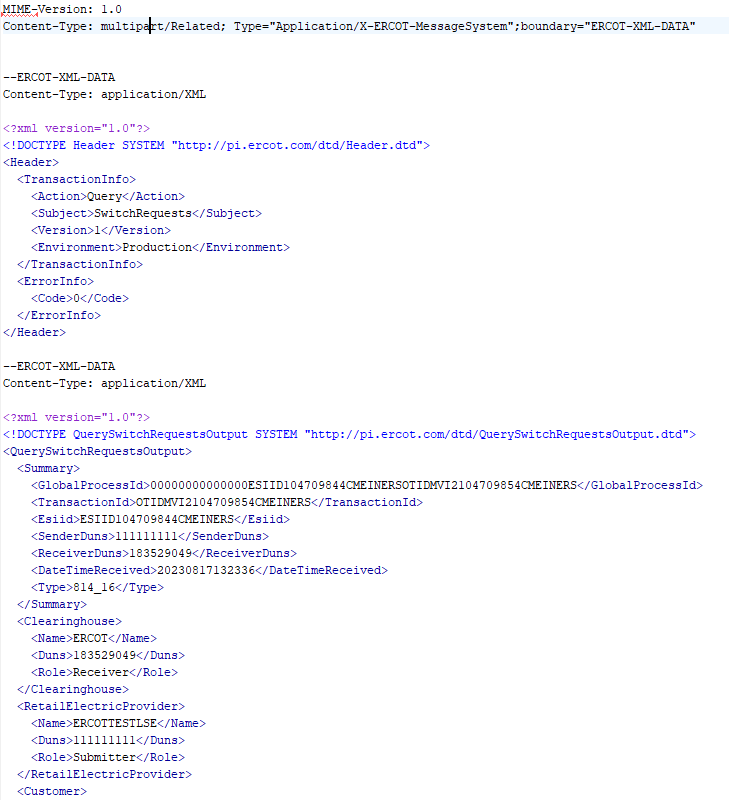 MIME-Version: 1.0
Content-Type: multipart/Related; Type="Application/X-ERCOT-MessageSystem";boundary="ERCOT-XML-DATA"
--ERCOT-XML-DATA
Content-Type: application/XML
<?xml version="1.0"?>
<!DOCTYPE Header SYSTEM "http://pi.ercot.com/dtd/Header.dtd">
<Header>
<TransactionInfo>
<Action>Query</Action>
<Subject>SwitchRequests</Subject>
<Version>1</Version>
<Environment>Production</Environment>
</TransactionInfo>
<ErrorInfo>
<Code>0</Code>
</ErrorInfo>
</Header>
--ERCOT-XML-DATA
Content-Type: application/XML
<?xml version="1.0"?>
<!DOCTYPE QuerySwitchRequestsOutput SYSTEM "http://pi.ercot.com/dtd/QuerySwitchRequestsOutput.dtd">
<QuerySwitchRequestsOutput>
<Summary>
<GlobalProcessId>00000000000000ESIID104709844CMEINERSOTIDMVI2104709854CMEINERS</GlobalProcessId>
<TransactionId>OTIDMVI2104709854CMEINERS</TransactionId>
<Esiid>ESIID104709844CMEINERS</Esiid>
<SenderDuns>111111111</SenderDuns>
<ReceiverDuns>183529049</ReceiverDuns>
<DateTimeReceived>20230817132336</DateTimeReceived>
<Type>814_16</Type>
</Summary>
<Clearinghouse>
<Name>ERCOT</Name>
<Duns>183529049</Duns>
<Role>Receiver</Role>
</Clearinghouse>
<RetailElectricProvider>
<Name>ERCOTTESTLSE</Name>
<Duns>111111111</Duns>
<Role>Submitter</Role>
</RetailElectricProvider>
<Customer>